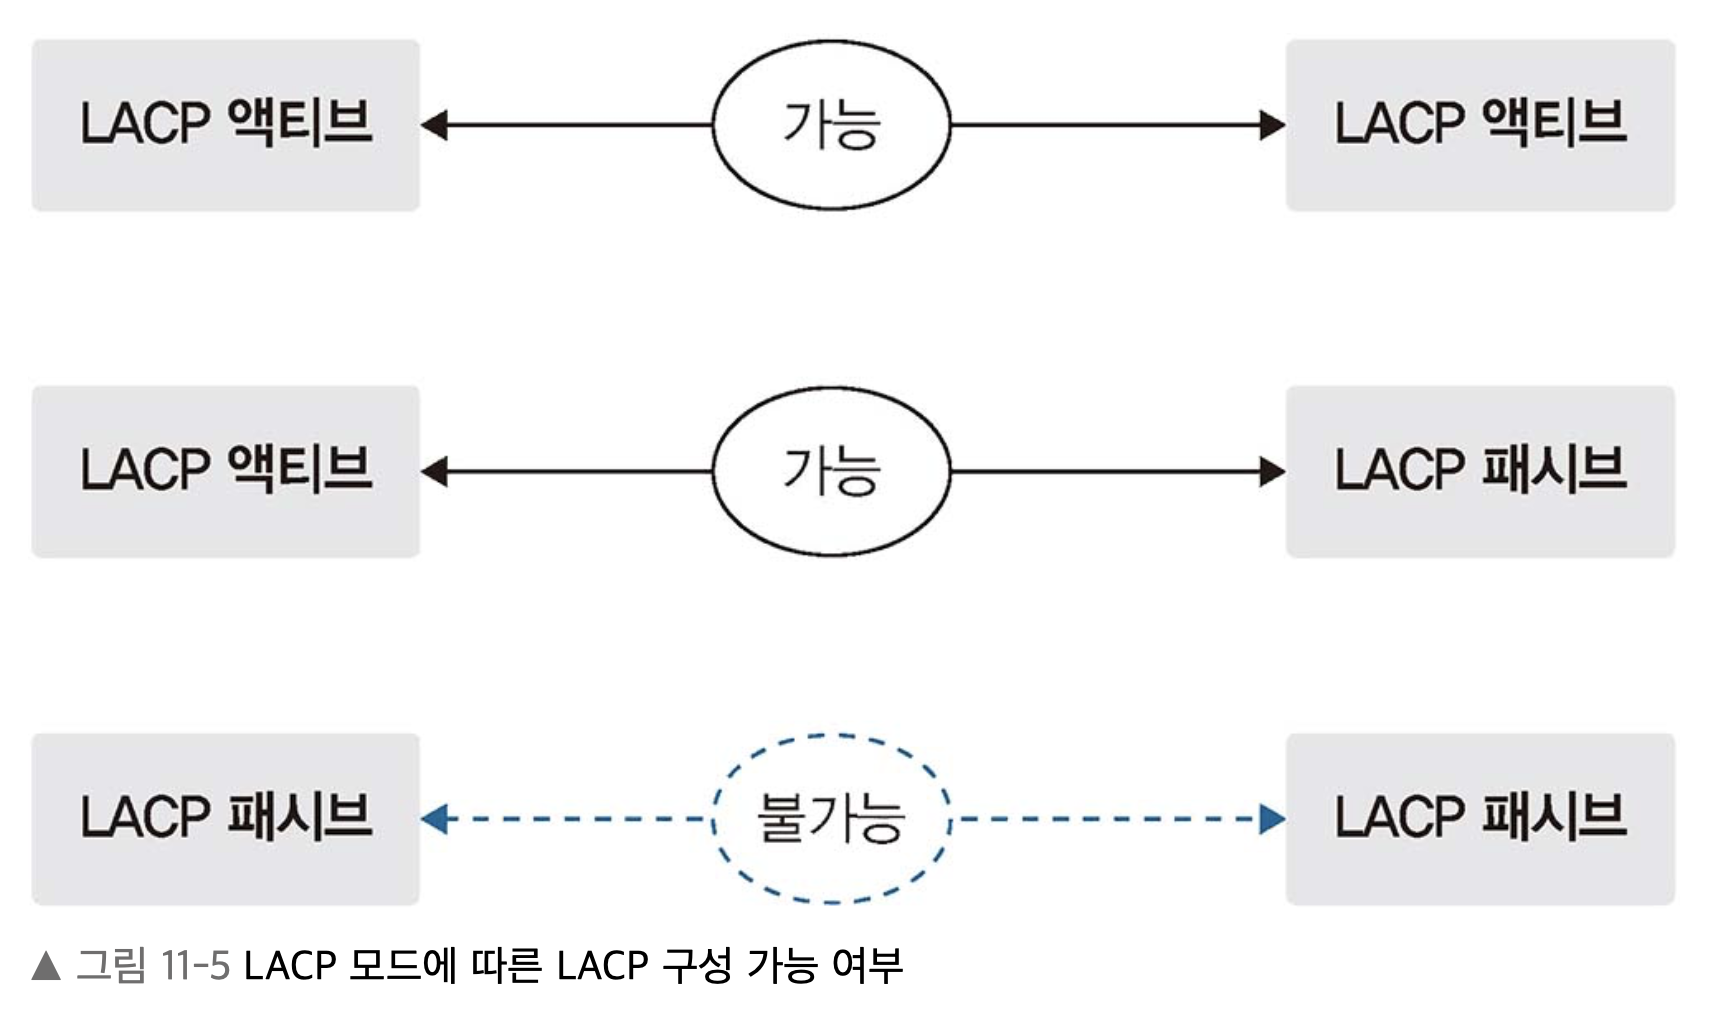 LACP 액티브 가능 LACP 액티브
LACP 액티브 가능 LACP 패시브
LACP 패시브 불가능 LACP 패시브
▲ 그림 11-5 LACP 모드에 따른 LACP 구성 가능 여부